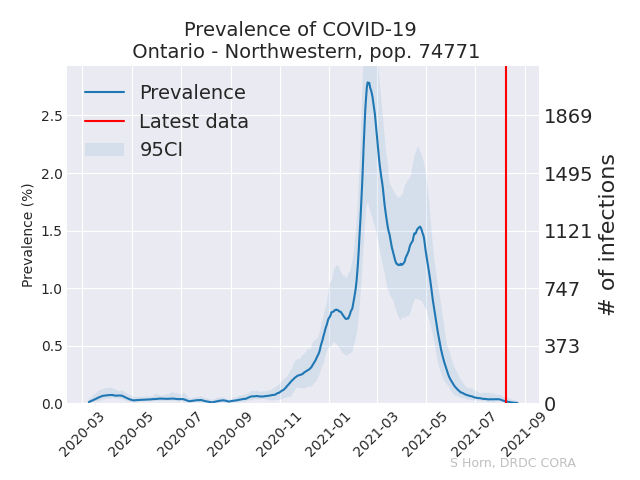 Prevalence of COVID-19
Ontario - Northwestern, pop. 74771
Prevalence
Latest data
95CI
2.5
2.0
1.5
1.0
0.5
0.0
Prevalence (%)
1869
1495
1121
747
373
0
# of infections
2020-03
2020-05
2020-07
2020-09
2020-11
2021-01
2021-03
2021-05
2021-07
2021-09
S Horn, DRDC CORA